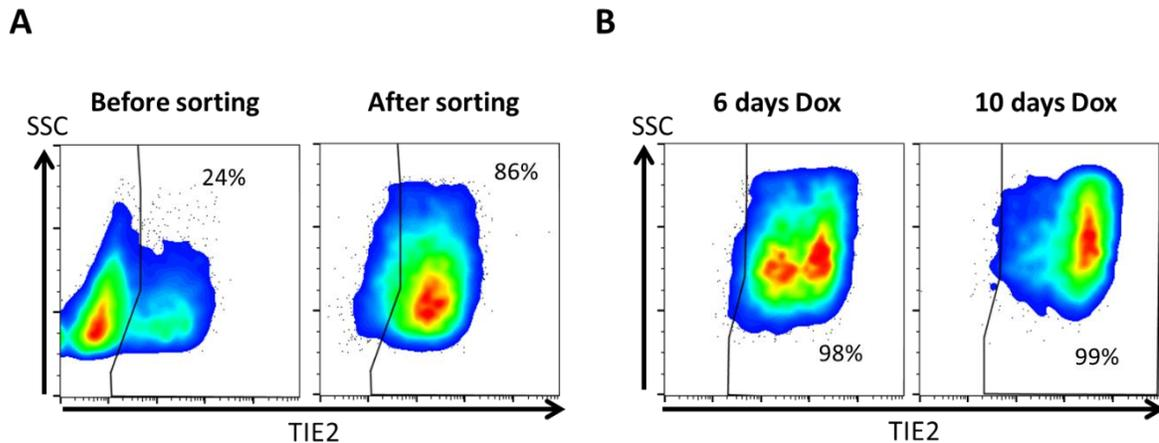 A
B
Before sorting
After sorting
6 days Dox
10 days Dox
SSC
24%
86%
SSC
98%
99%
TIE2
TIE2